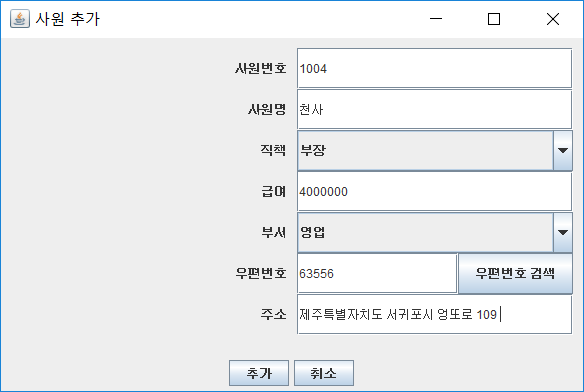 사원 추가
사원번호 1004
사원명 천사
직책 부장
급여 4000000
부서 영업
우편번호 63556 우편번호 검색
주소 제주특별자치도 서귀포시 엉또로 109
추가 취소